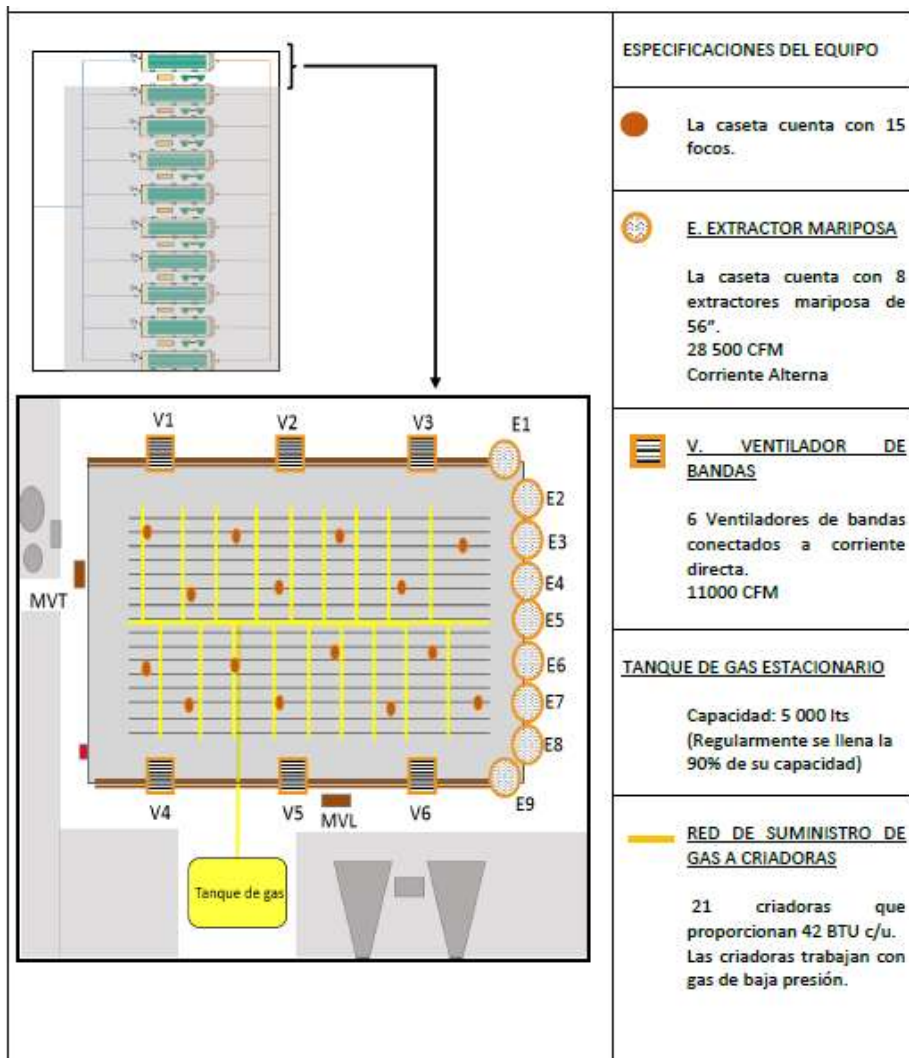 ESPECIFICACIONES DEL EQUIPO
La caseta cuenta con 15
focos.
E. EXTRACTOR MARIPOSA
La caseta cuenta con 8
extractores mariposa de
56”.
28 500 CFM
Corriente Alterna
V. VENTILADOR DE
BANDAS
6 Ventiladores de bandas
conectados a corriente
directa.
11000 CFM
TANQUE DE GAS ESTACIONARIO
Capacidad: 5 000 lts
(Regularmente se llena la
90% de su capacidad)
RED DE SUMINISTRO DE
GAS A CRIADORAS
21 criadoras que
proporcionan 42 BTU c/u.
Las criadoras trabajan con
gas de baja presión.
V1
V2
V3
E1
E2
E3
E4
E5
E6
E7
E8
E9
MVT
V4
V5
MVL
V6
Tanque de gas